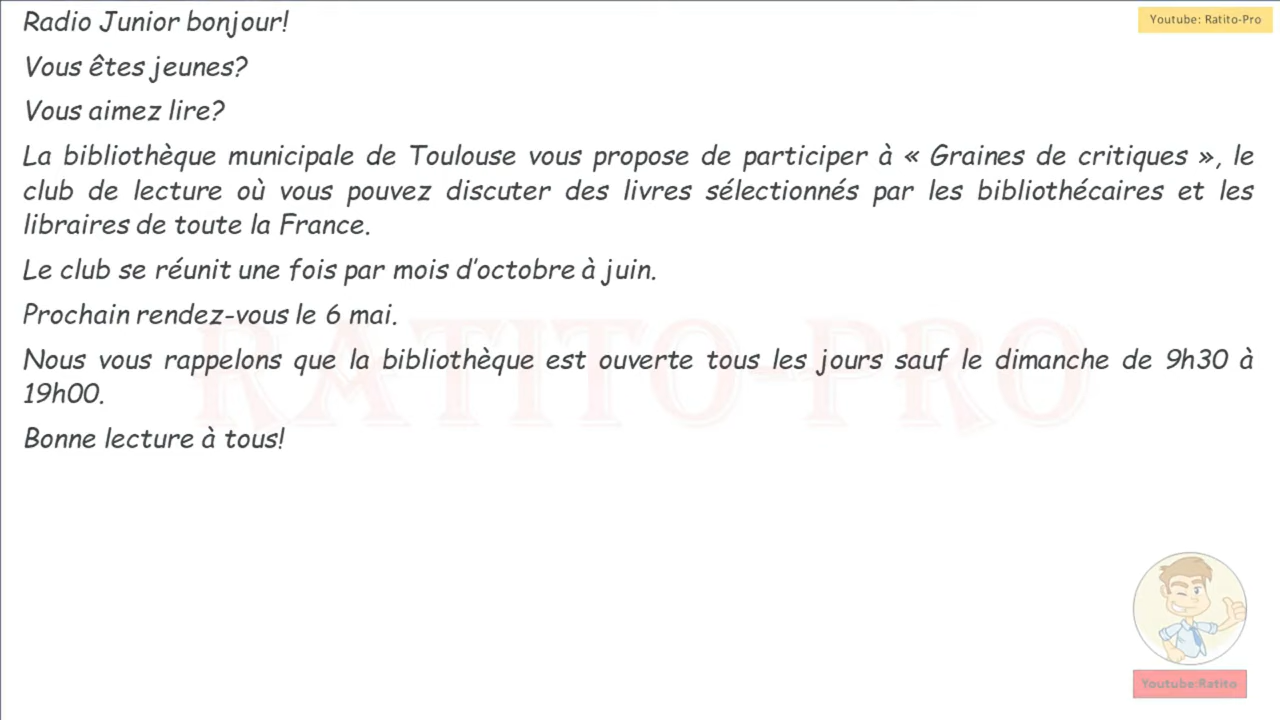 Radio Junior bonjour!
Youtube: Ratito-Pro
Vous êtes jeunes?
Vous aimez lire?
La bibliothèque municipale de Toulouse vous propose de participer à « Graines de critiques », le
club de lecture où vous pouvez discuter des livres sélectionnés par les bibliothécaires et les
libraires de toute la France.
Le club se réunit une fois par mois d'octobre à juin.
Prochain rendez-vous le 6 mai.
RATITO-PRO
Nous vous rappelons que la bibliothèque est ouverte tous les jours sauf le dimanche de 9h30 à
19h00.
Bonne lecture à tous!
Youtube:Ratito